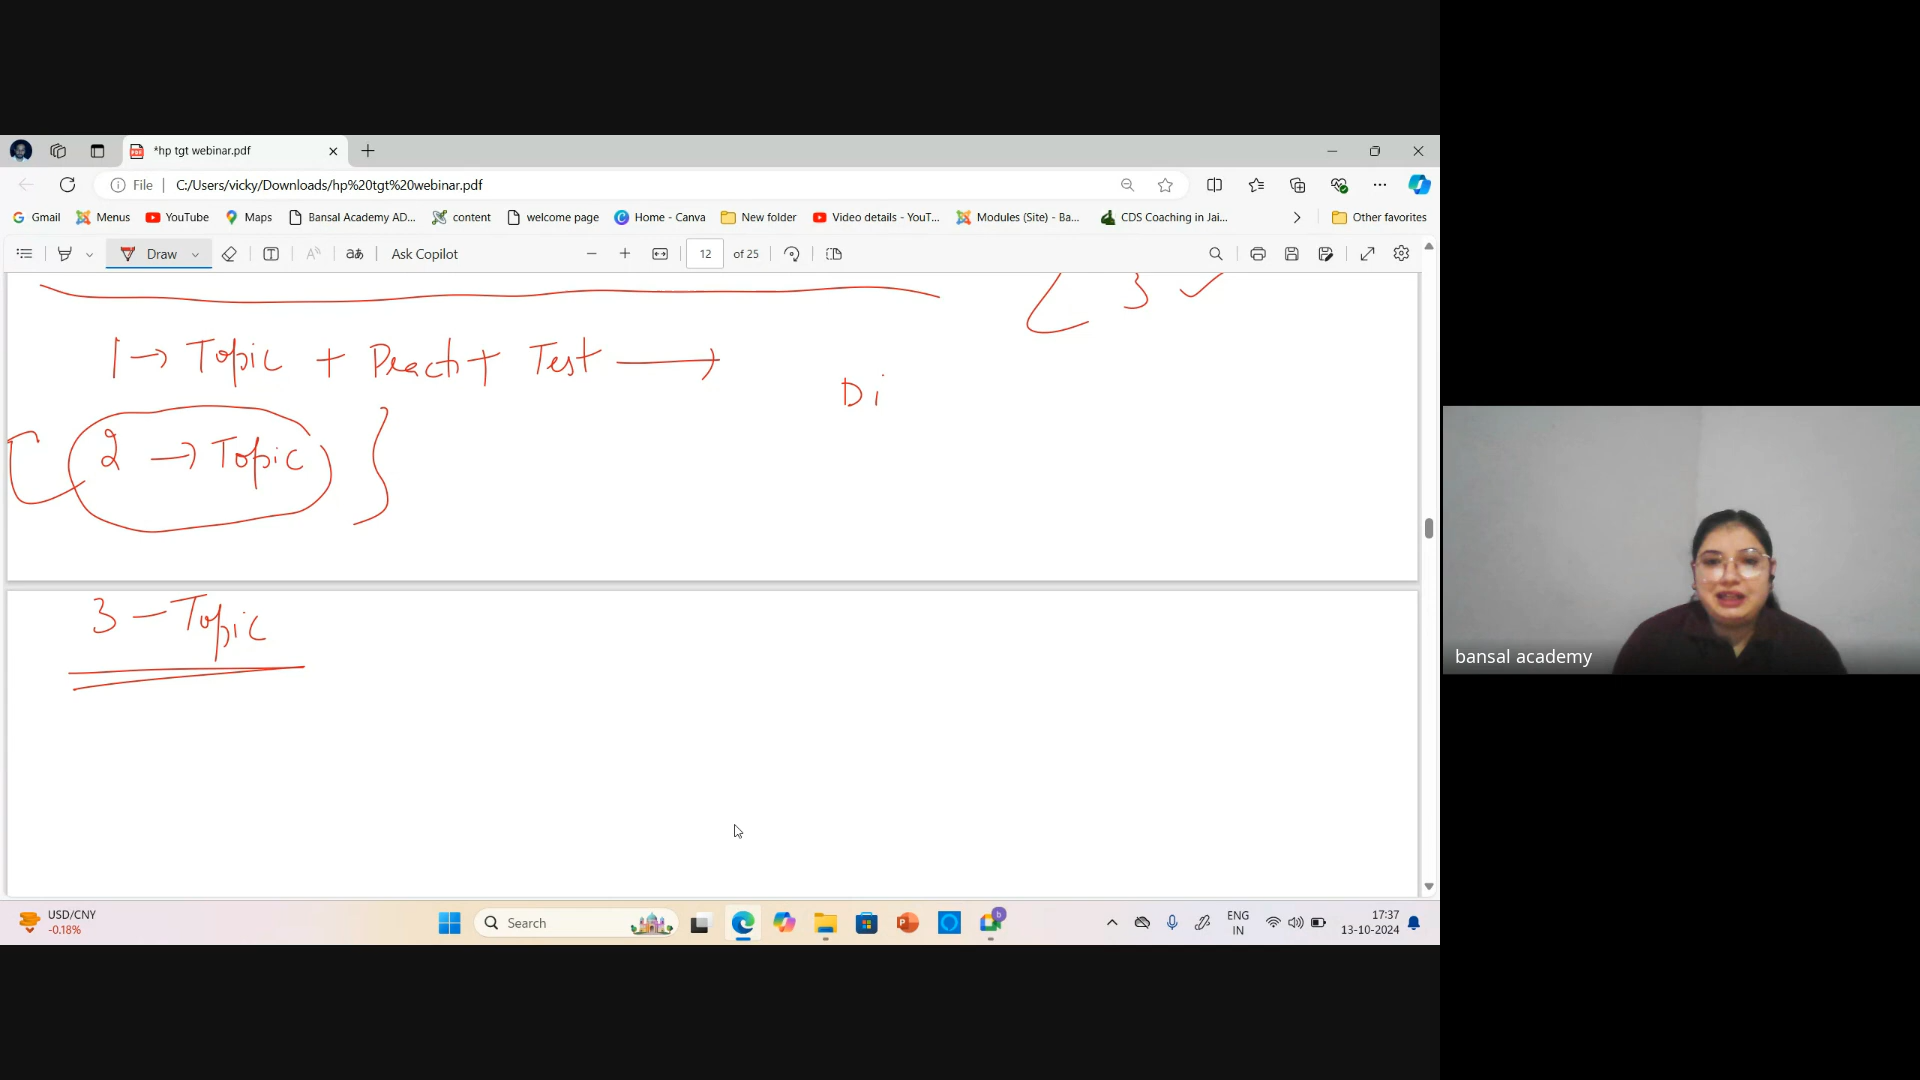 *hp tgt webinar.pdf
File C:/Users/vicky/Downloads/hp%20tgt%20webinar.pdf
Gmail Menus YouTube Maps Bansal Academy AD... content welcome page Home - Canva New folder Video details - YouT... Modules (Site) - Ba... CDS Coaching in Jai... Other favorites
Draw aあ Ask Copilot 12 of 25
3
1 → Topic + Pract + Test →
Di
2 → Topic
3 - Topic
bansal academy
USD/CNY
-0.18%
Search
ENG
IN
17:37
13-10-2024